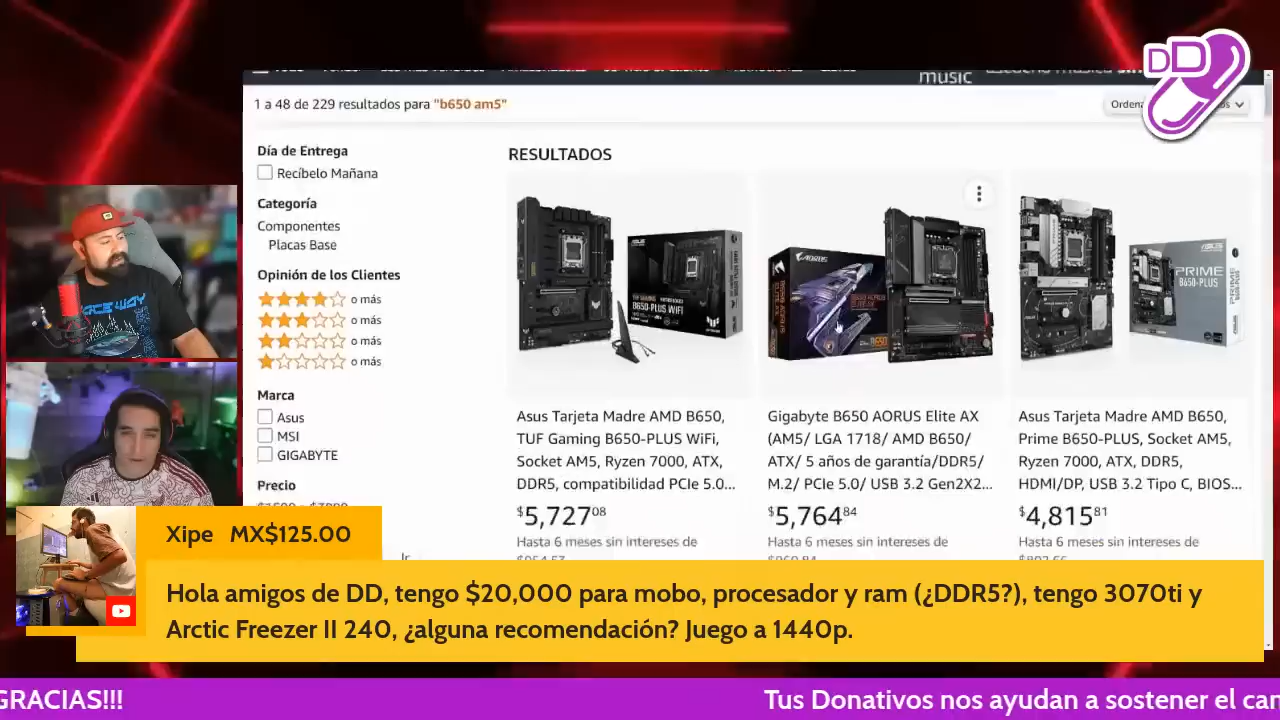 music
DD
1 a 48 de 229 resultados para "b650 am5"
Ordena
Día de Entrega
Recíbelo Mañana
Categoría
Componentes
Placas Base
Opinión de los Clientes
o más
o más
o más
o más
Marca
Asus
MSI
GIGABYTE
Precio
RESULTADOS
ASUS
B650-PLUS WIFI
AORUS
B650
ASUS
PRIME
B650-PLUS
Asus Tarjeta Madre AMD B650,
TUF Gaming B650-PLUS WiFi,
Socket AM5, Ryzen 7000, ATX,
DDR5, compatibilidad PCIe 5.0...
$5,727⁰⁸
Hasta 6 meses sin intereses de
Gigabyte B650 AORUS Elite AX
(AM5/ LGA 1718/ AMD B650/
ATX/ 5 años de garantía/DDR5/
M.2/ PCIe 5.0/ USB 3.2 Gen2X2...
$5,764⁸⁴
Hasta 6 meses sin intereses de
Asus Tarjeta Madre AMD B650,
Prime B650-PLUS, Socket AM5,
Ryzen 7000, ATX, DDR5,
HDMI/DP, USB 3.2 Tipo C, BIOS...
$4,815⁸¹
Hasta 6 meses sin intereses de
Xipe MX$125.00
Hola amigos de DD, tengo $20,000 para mobo, procesador y ram (¿DDR5?), tengo 3070ti y
Arctic Freezer II 240, ¿alguna recomendación? Juego a 1440p.
GRACIAS!!! Tus Donativos nos ayudan a sostener el can